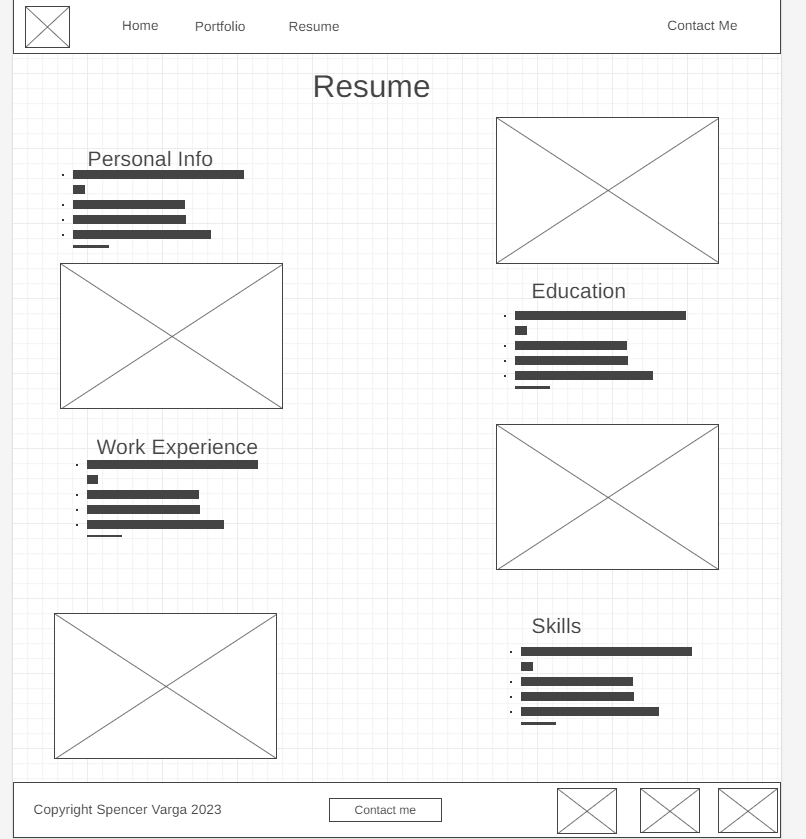 Home Portfolio Resume Contact Me
Resume
Personal Info
Education
Work Experience
Skills
Copyright Spencer Varga 2023 Contact me